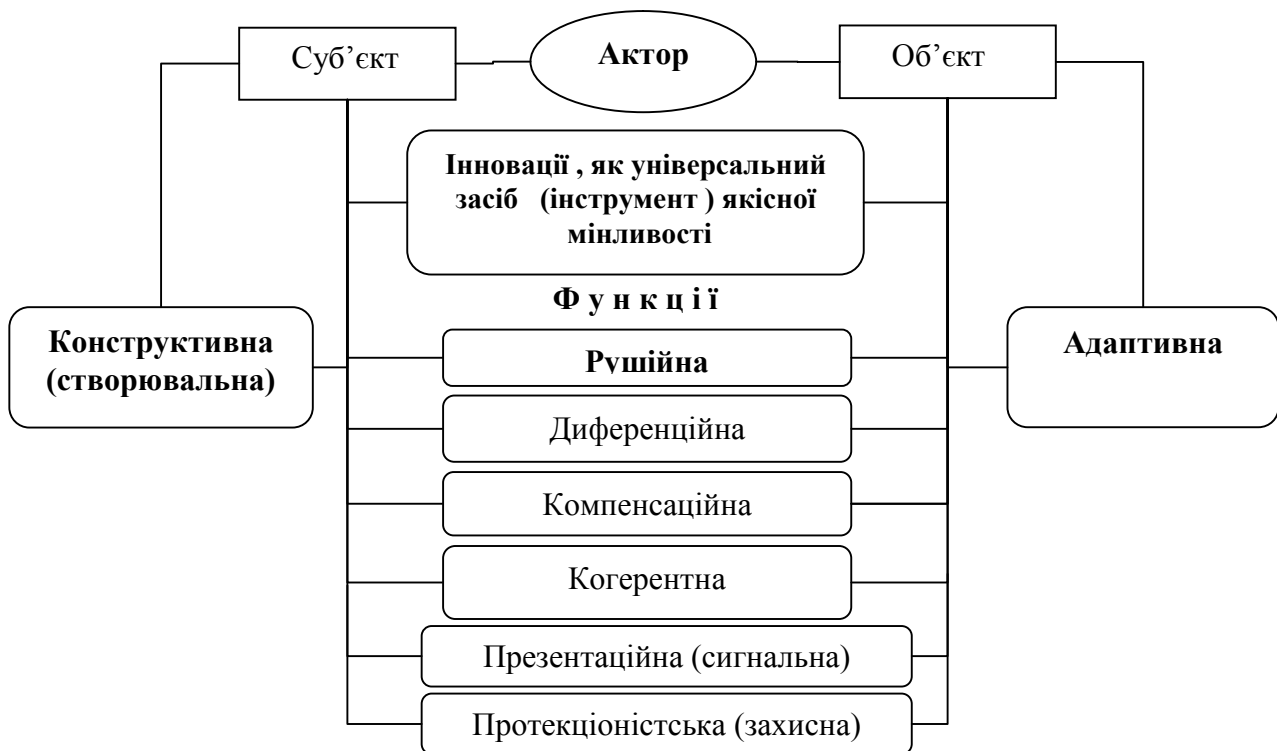 Суб’єкт
Актор
Об’єкт
Інновації , як універсальний
засіб (інструмент ) якісної
мінливості
Ф у н к ц і ї
Конструктивна
(створювальна)
Рушійна
Адаптивна
Диференційна
Компенсаційна
Когерентна
Презентаційна (сигнальна)
Протекціоністська (захисна)